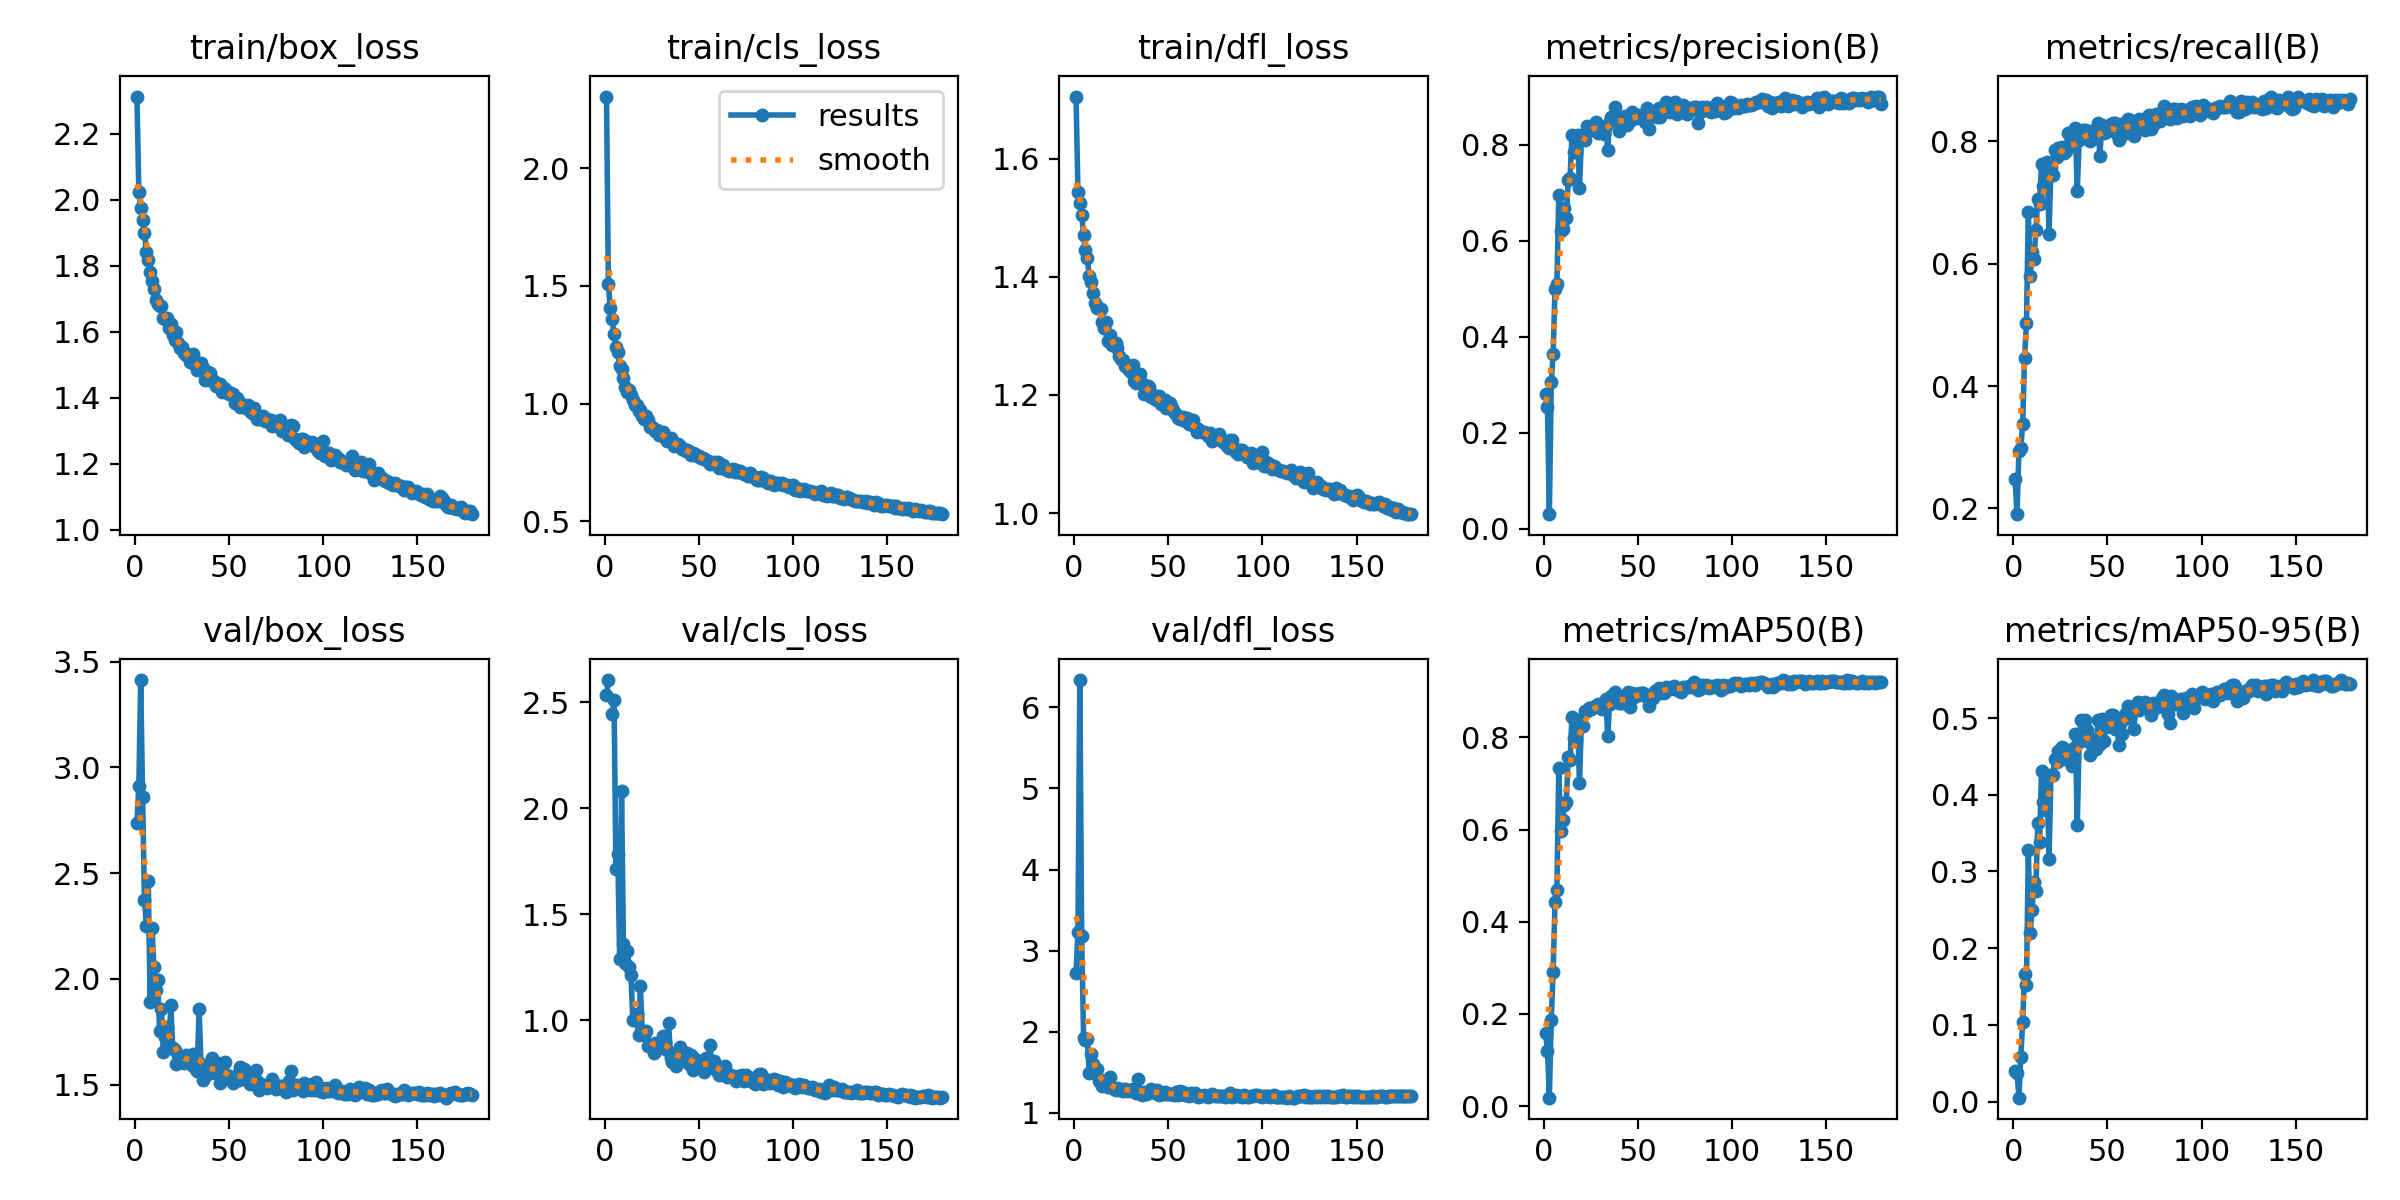 train/box_loss
train/cls_loss
train/dfl_loss
metrics/precision(B)
metrics/recall(B)
results
smooth
2.2
2.0
1.8
1.6
1.4
1.2
1.0
0 50 100 150
2.0
1.5
1.0
0.5
0 50 100 150
1.6
1.4
1.2
1.0
0 50 100 150
0.8
0.6
0.4
0.2
0.0
0 50 100 150
0.8
0.6
0.4
0.2
0 50 100 150
val/box_loss
val/cls_loss
val/dfl_loss
metrics/mAP50(B)
metrics/mAP50-95(B)
3.5
3.0
2.5
2.0
1.5
0 50 100 150
2.5
2.0
1.5
1.0
0 50 100 150
6
5
4
3
2
1
0 50 100 150
0.8
0.6
0.4
0.2
0.0
0 50 100 150
0.5
0.4
0.3
0.2
0.1
0.0
0 50 100 150